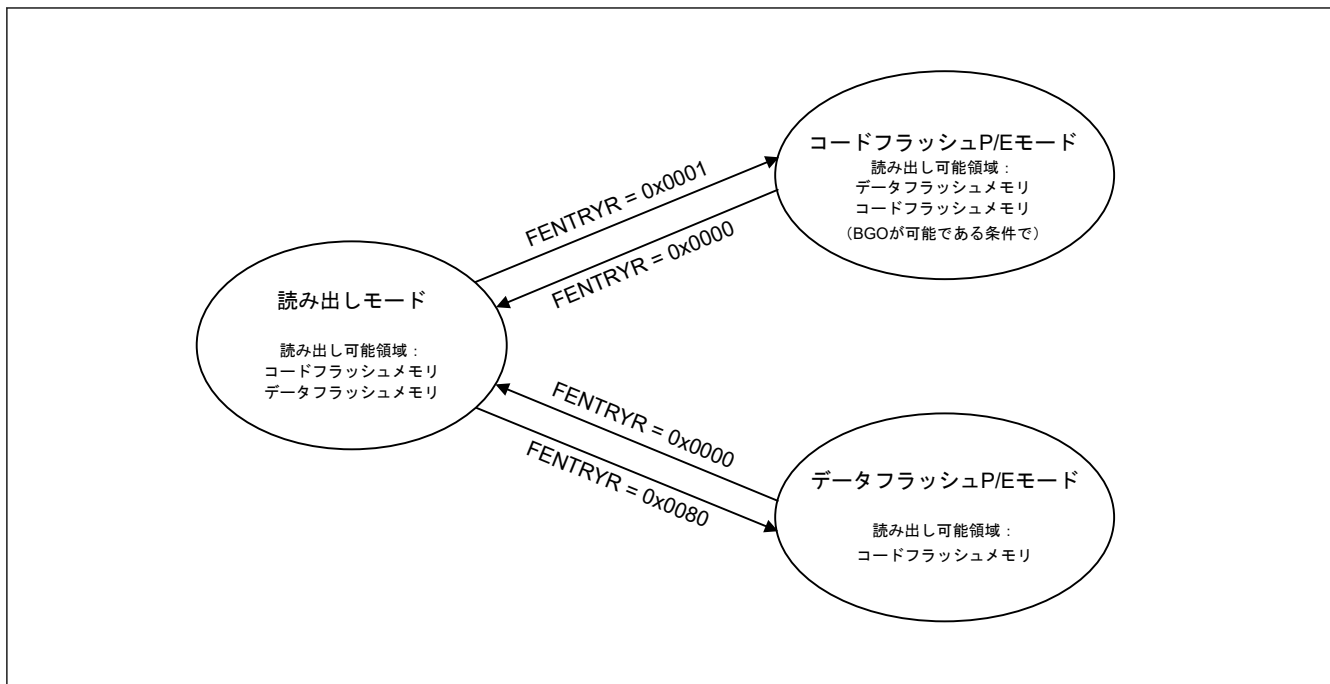 コードフラッシュP/Eモード
読み出し可能領域：
データフラッシュメモリ
コードフラッシュメモリ
（BGOが可能である条件で）
FENTRYR = 0x0001
FENTRYR = 0x0000
読み出しモード
読み出し可能領域：
コードフラッシュメモリ
データフラッシュメモリ
FENTRYR = 0x0000
FENTRYR = 0x0080
データフラッシュP/Eモード
読み出し可能領域：
コードフラッシュメモリ